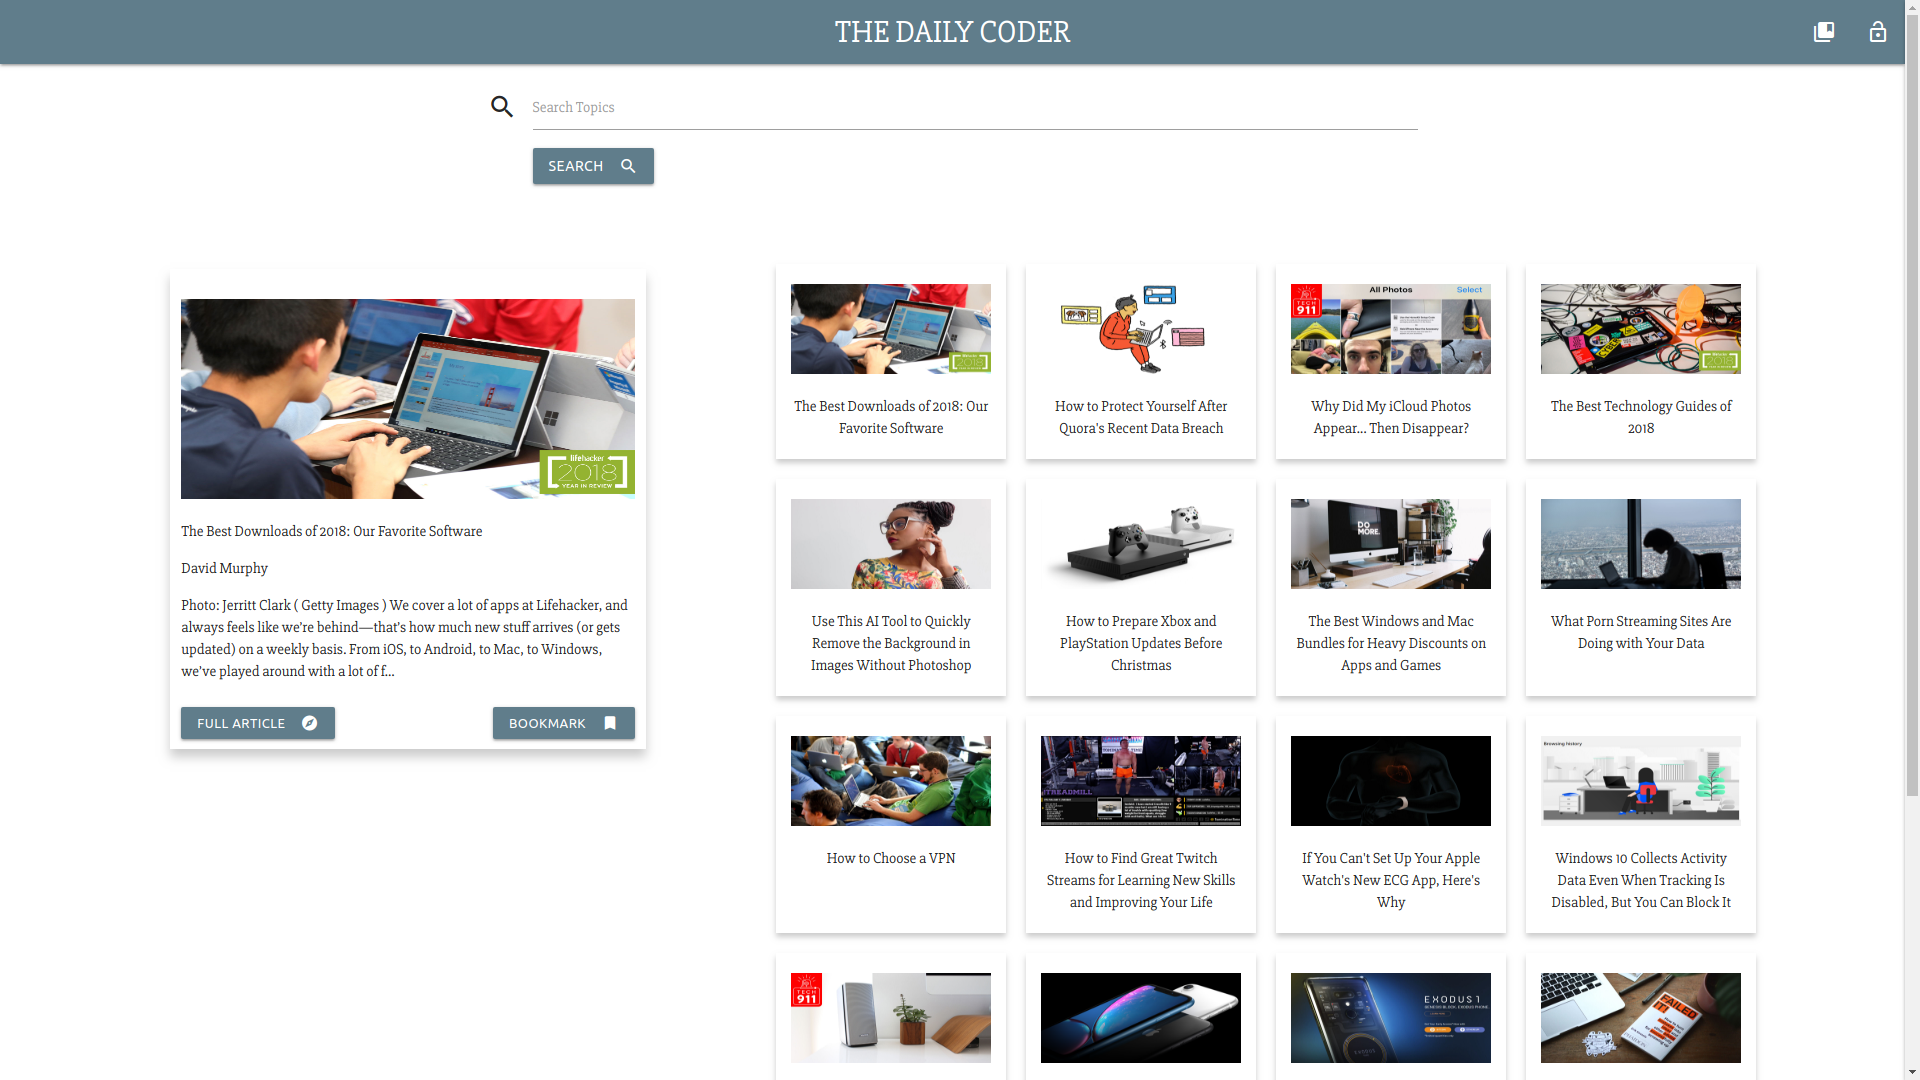 THE DAILY CODER
Search Topics
SEARCH
lifehacker
2018
YEAR IN REVIEW
The Best Downloads of 2018: Our Favorite Software
David Murphy
Photo: Jerritt Clark ( Getty Images ) We cover a lot of apps at Lifehacker, and
always feels like we're behind—that's how much new stuff arrives (or gets
updated) on a weekly basis. From iOS, to Android, to Mac, to Windows,
we've played around with a lot of f...
FULL ARTICLE
BOOKMARK
2018
The Best Downloads of 2018: Our
Favorite Software
How to Protect Yourself After
Quora's Recent Data Breach
TECH
911
All Photos
Select
Why Did My iCloud Photos
Appear... Then Disappear?
2018
The Best Technology Guides of
2018
Use This AI Tool to Quickly
Remove the Background in
Images Without Photoshop
How to Prepare Xbox and
PlayStation Updates Before
Christmas
DO
MORE.
The Best Windows and Mac
Bundles for Heavy Discounts on
Apps and Games
What Porn Streaming Sites Are
Doing with Your Data
How to Choose a VPN
How to Find Great Twitch
Streams for Learning New Skills
and Improving Your Life
If You Can't Set Up Your Apple
Watch's New ECG App, Here's
Why
Browsing history
Windows 10 Collects Activity
Data Even When Tracking Is
Disabled, But You Can Block It
TECH
911
EXODUS 1
FAILED
IT!